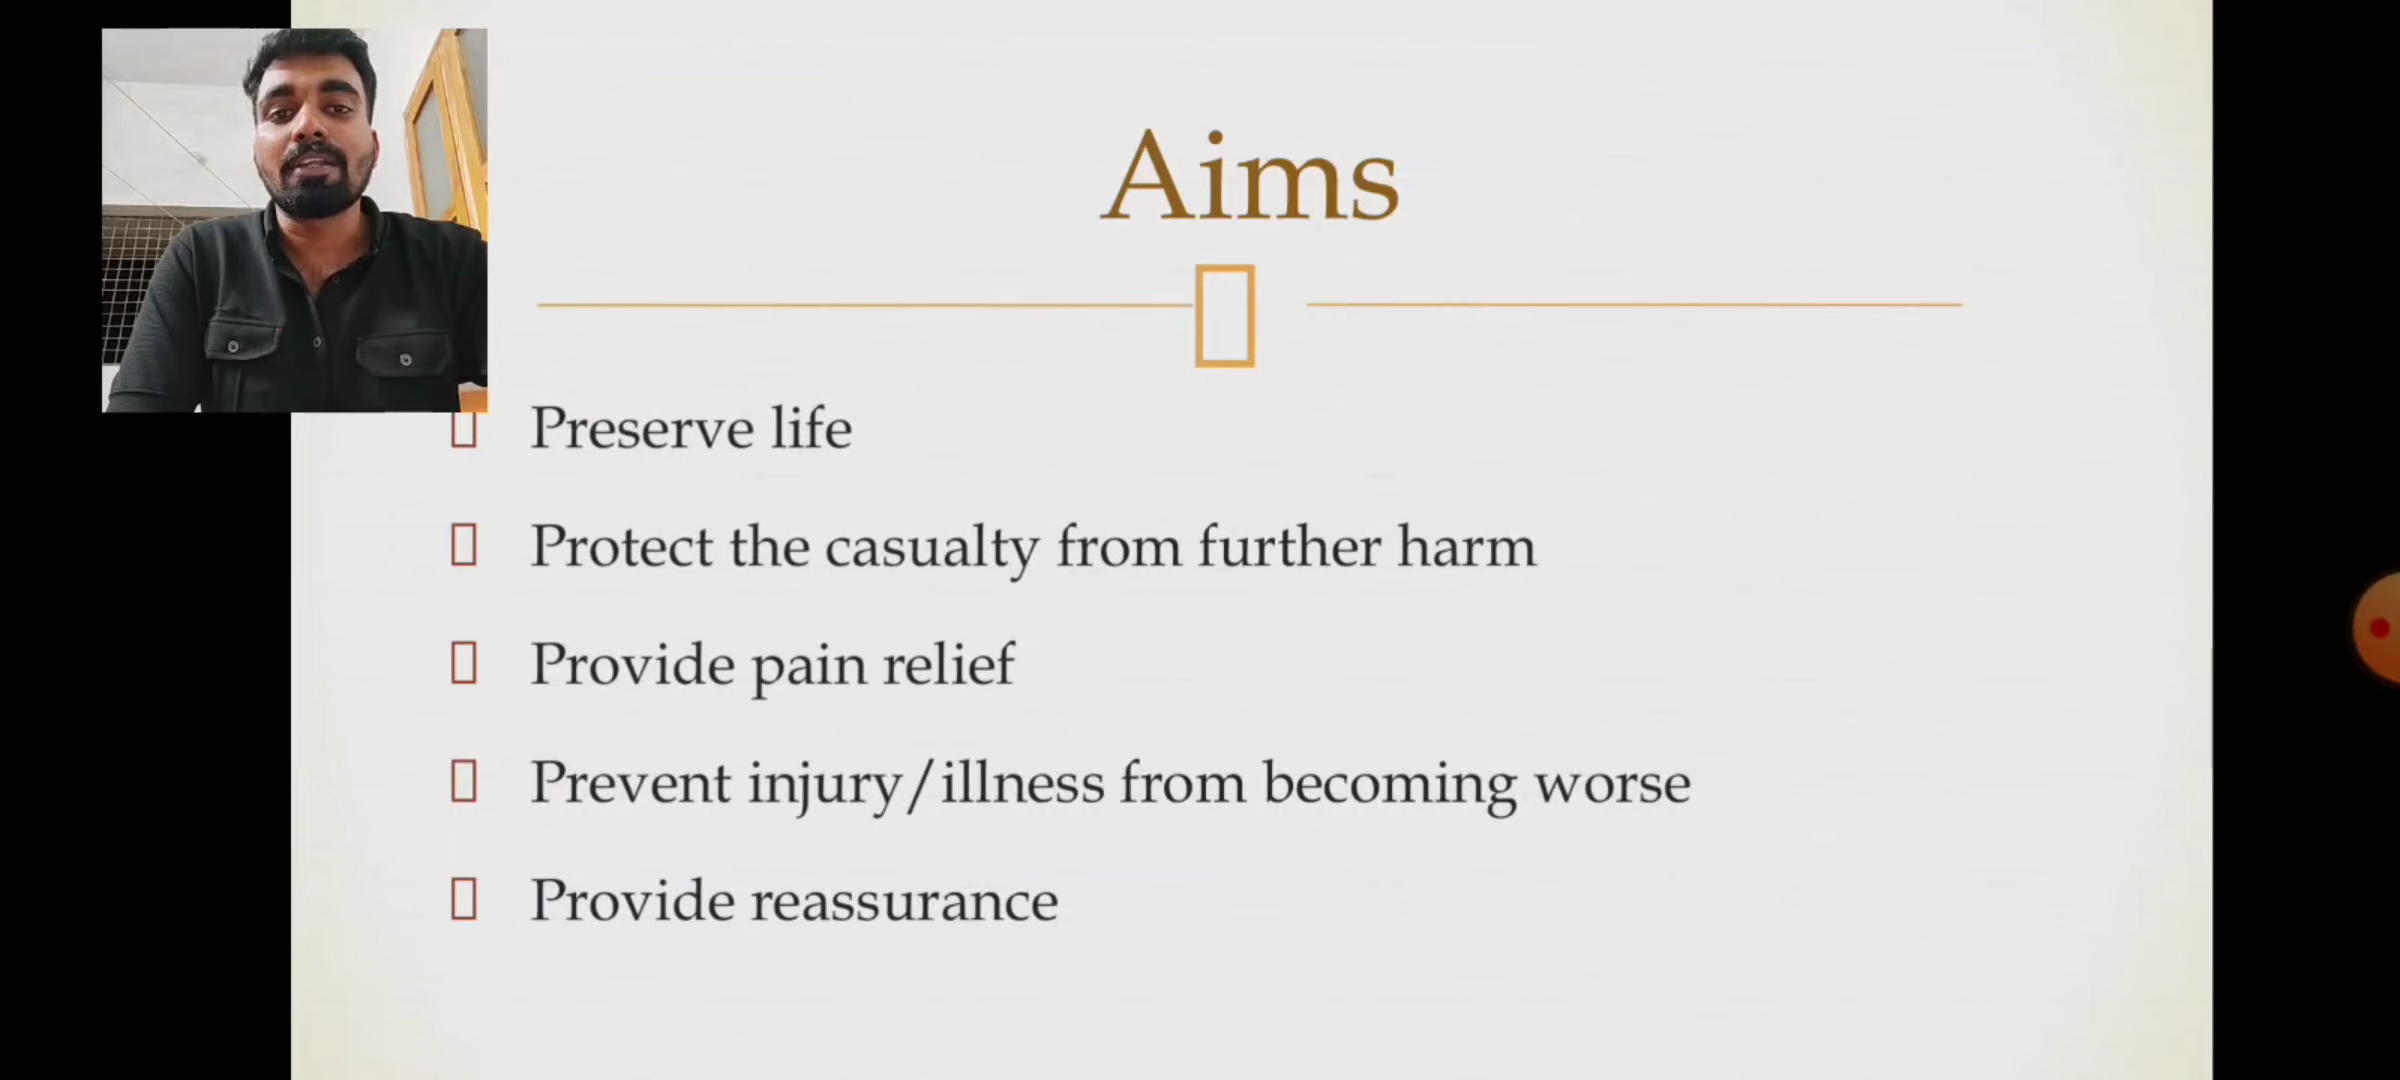 Aims
Preserve life
Protect the casualty from further harm
Provide pain relief
Prevent injury/illness from becoming worse
Provide reassurance